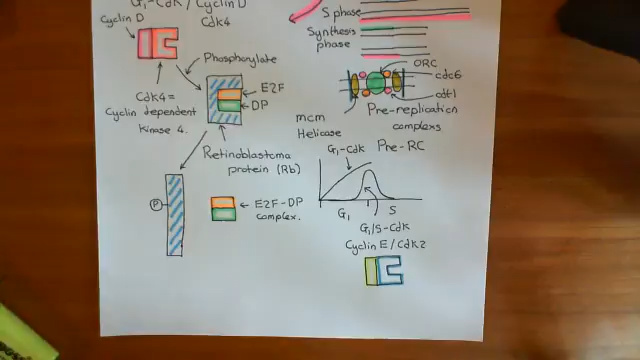 G₁-Cdk / Cyclin D
Cyclin D
Cdk4
Phosphorylate
Cdk4 =
Cyclin dependent
Kinase 4.
E2F
DP
Retinoblastoma
protein (Rb)
P
E2F-DP
complex.
S phase
Synthesis
phase
ORC
cdc6
cdt1
mcm
Helicase
Pre-replication
complexs
G₁-Cdk
Pre-RC
G₁
S
G₁/S-Cdk
Cyclin E/Cdk2